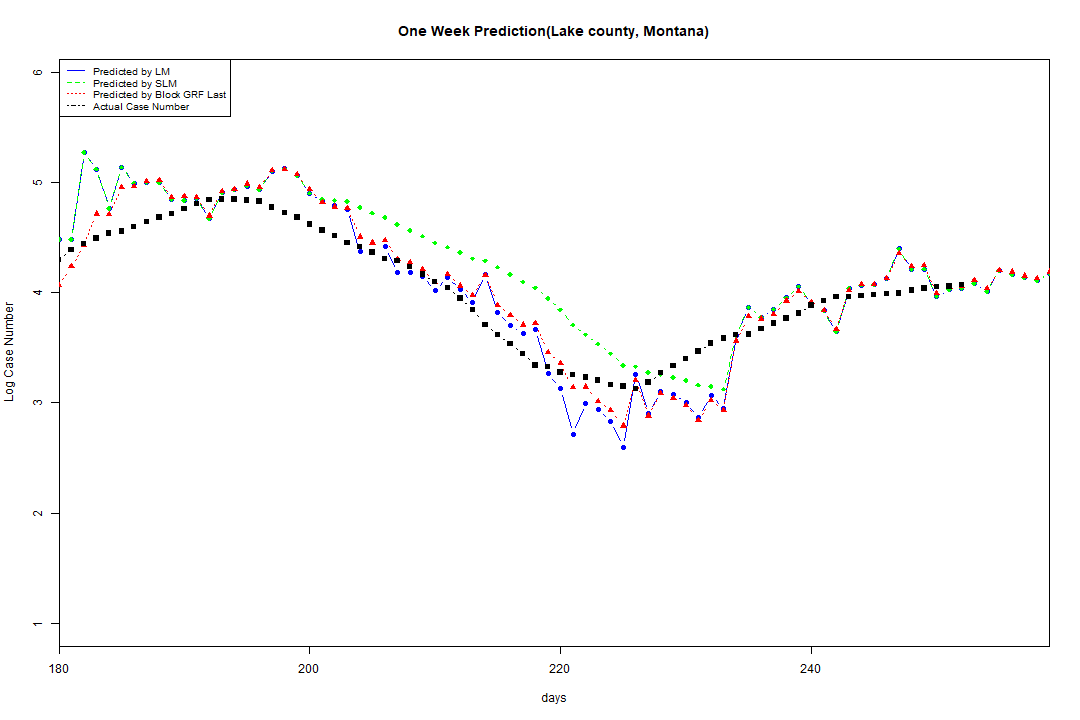 One Week Prediction(Lake county, Montana)
Predicted by LM
Predicted by SLM
Predicted by Block GRF Last
Actual Case Number
6
5
4
3
2
1
Log Case Number
180
200
220
240
days